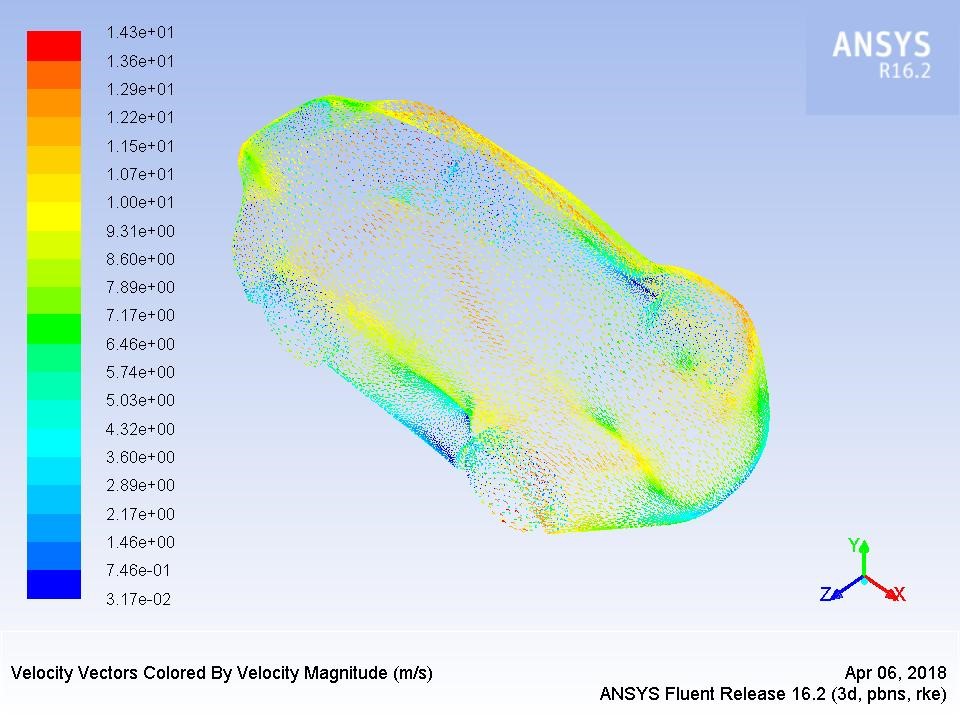 1.43e+01
1.36e+01
1.29e+01
1.22e+01
1.15e+01
1.07e+01
1.00e+01
9.31e+00
8.60e+00
7.89e+00
7.17e+00
6.46e+00
5.74e+00
5.03e+00
4.32e+00
3.60e+00
2.89e+00
2.17e+00
1.46e+00
7.46e-01
3.17e-02
ANSYS
R16.2
Y
Z
X
Velocity Vectors Colored By Velocity Magnitude (m/s)
Apr 06, 2018
ANSYS Fluent Release 16.2 (3d, pbns, rke)